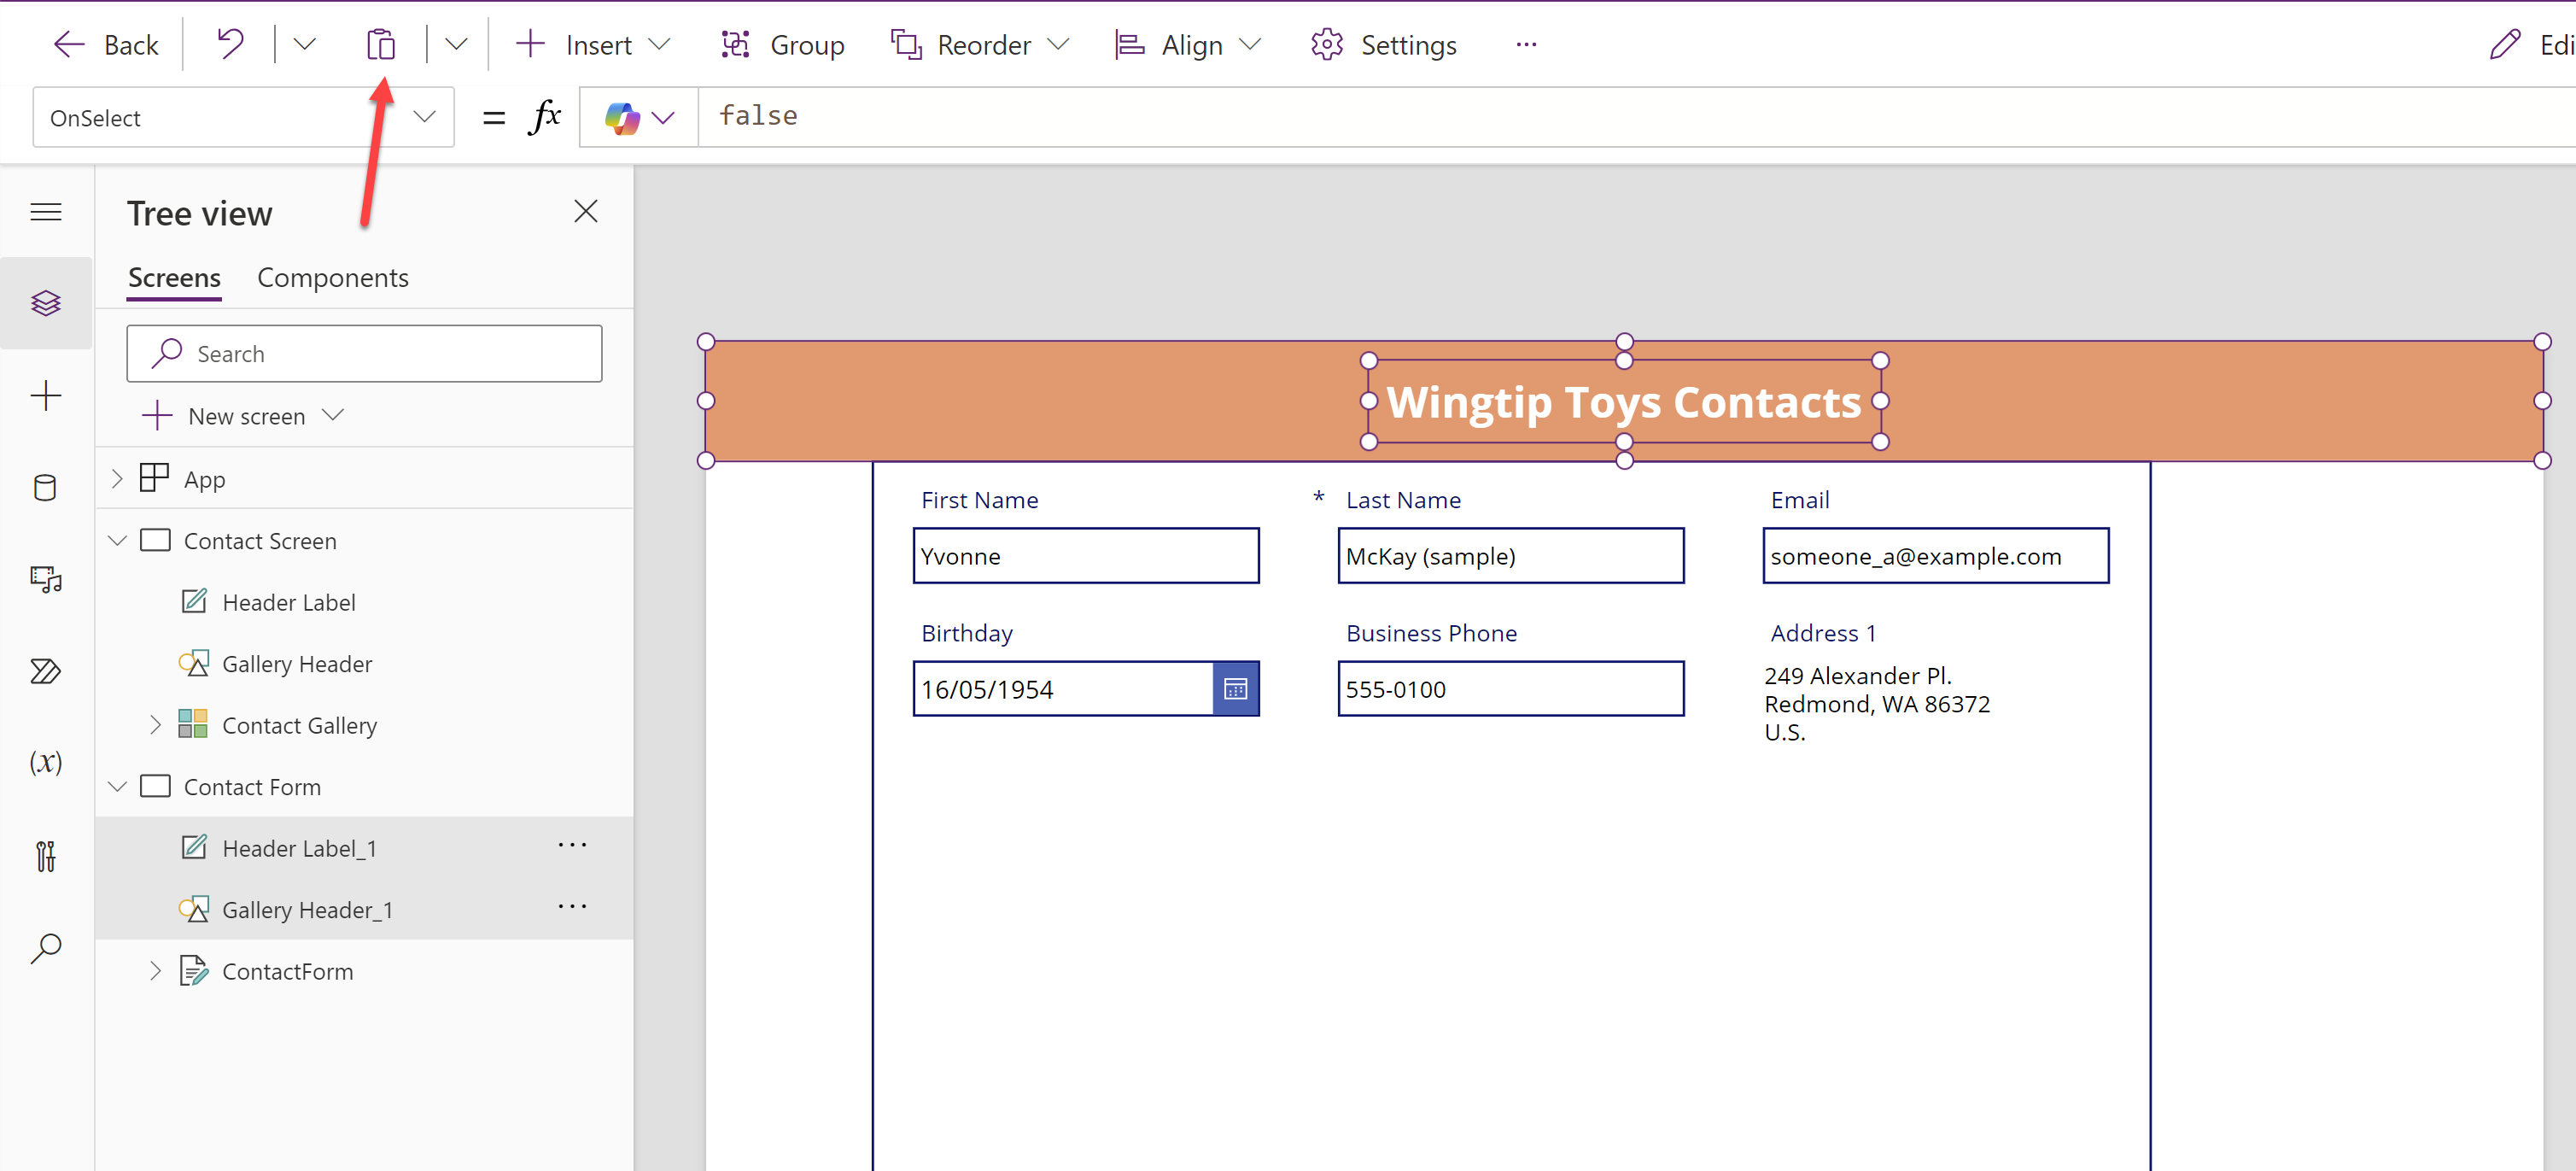 Back
Insert
Group
Reorder
Align
Settings
...
Edi
OnSelect
= fx
false
Tree view
Screens
Components
Search
New screen
App
Contact Screen
Header Label
Gallery Header
Contact Gallery
Contact Form
Header Label_1
...
Gallery Header_1
...
ContactForm
(x)
Wingtip Toys Contacts
First Name
* Last Name
Email
Yvonne
McKay (sample)
someone_a@example.com
Birthday
Business Phone
Address 1
16/05/1954
555-0100
249 Alexander Pl.
Redmond, WA 86372
U.S.